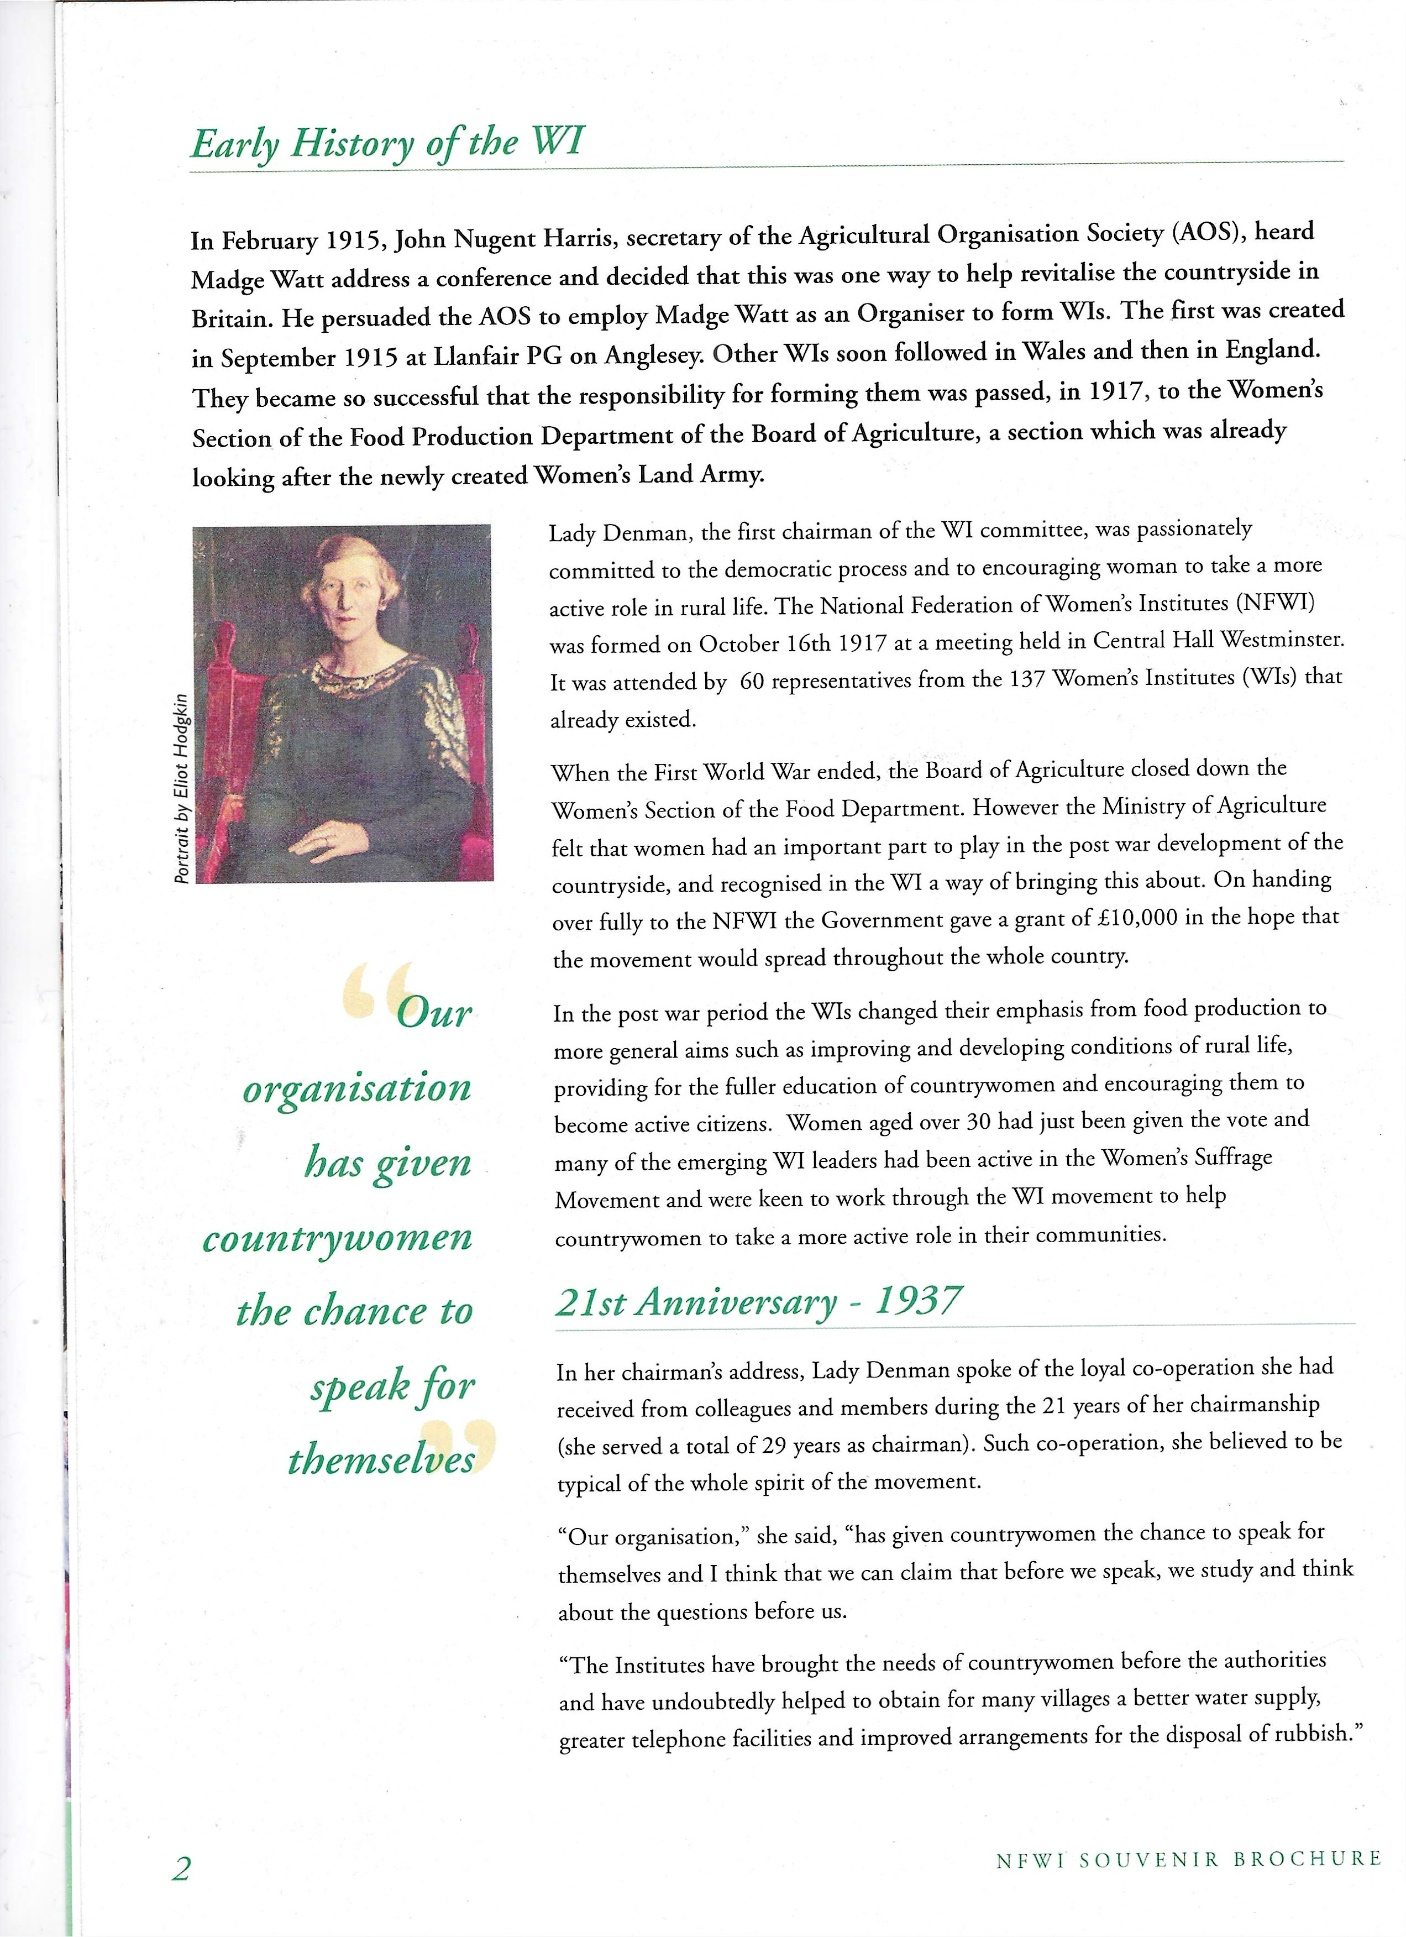 Early History of the WI
In February 1915, John Nugent Harris, secretary of the Agricultural Organisation Society (AOS), heard
Madge Watt address a conference and decided that this was one way to help revitalise the countryside in
Britain. He persuaded the AOS to employ Madge Watt as an Organiser to form WIs. The first was created
in September 1915 at Llanfair PG on Anglesey. Other WIs soon followed in Wales and then in England.
They became so successful that the responsibility for forming them was passed, in 1917, to the Women's
Section of the Food Production Department of the Board of Agriculture, a section which was already
looking after the newly created Women's Land Army.
Portrait by Eliot Hodgkin
Lady Denman, the first chairman of the WI committee, was passionately
committed to the democratic process and to encouraging woman to take a more
active role in rural life. The National Federation of Women's Institutes (NFWI)
was formed on October 16th 1917 at a meeting held in Central Hall Westminster.
It was attended by  60 representatives from the 137 Women's Institutes (WIs) that
already existed.
When the First World War ended, the Board of Agriculture closed down the
Women's Section of the Food Department. However the Ministry of Agriculture
felt that women had an important part to play in the post war development of the
countryside, and recognised in the WI a way of bringing this about. On handing
over fully to the NFWI the Government gave a grant of £10,000 in the hope that
the movement would spread throughout the whole country.
In the post war period the WIs changed their emphasis from food production to
more general aims such as improving and developing conditions of rural life,
providing for the fuller education of countrywomen and encouraging them to
become active citizens.  Women aged over 30 had just been given the vote and
many of the emerging WI leaders had been active in the Women's Suffrage
Movement and were keen to work through the WI movement to help
countrywomen to take a more active role in their communities.
“Our
organisation
has given
countrywomen
the chance to
speak for
themselves”
21st Anniversary - 1937
In her chairman's address, Lady Denman spoke of the loyal co-operation she had
received from colleagues and members during the 21 years of her chairmanship
(she served a total of 29 years as chairman). Such co-operation, she believed to be
typical of the whole spirit of the movement.
“Our organisation,” she said, “has given countrywomen the chance to speak for
themselves and I think that we can claim that before we speak, we study and think
about the questions before us.
“The Institutes have brought the needs of countrywomen before the authorities
and have undoubtedly helped to obtain for many villages a better water supply,
greater telephone facilities and improved arrangements for the disposal of rubbish.”
2
NFWI SOUVENIR BROCHURE